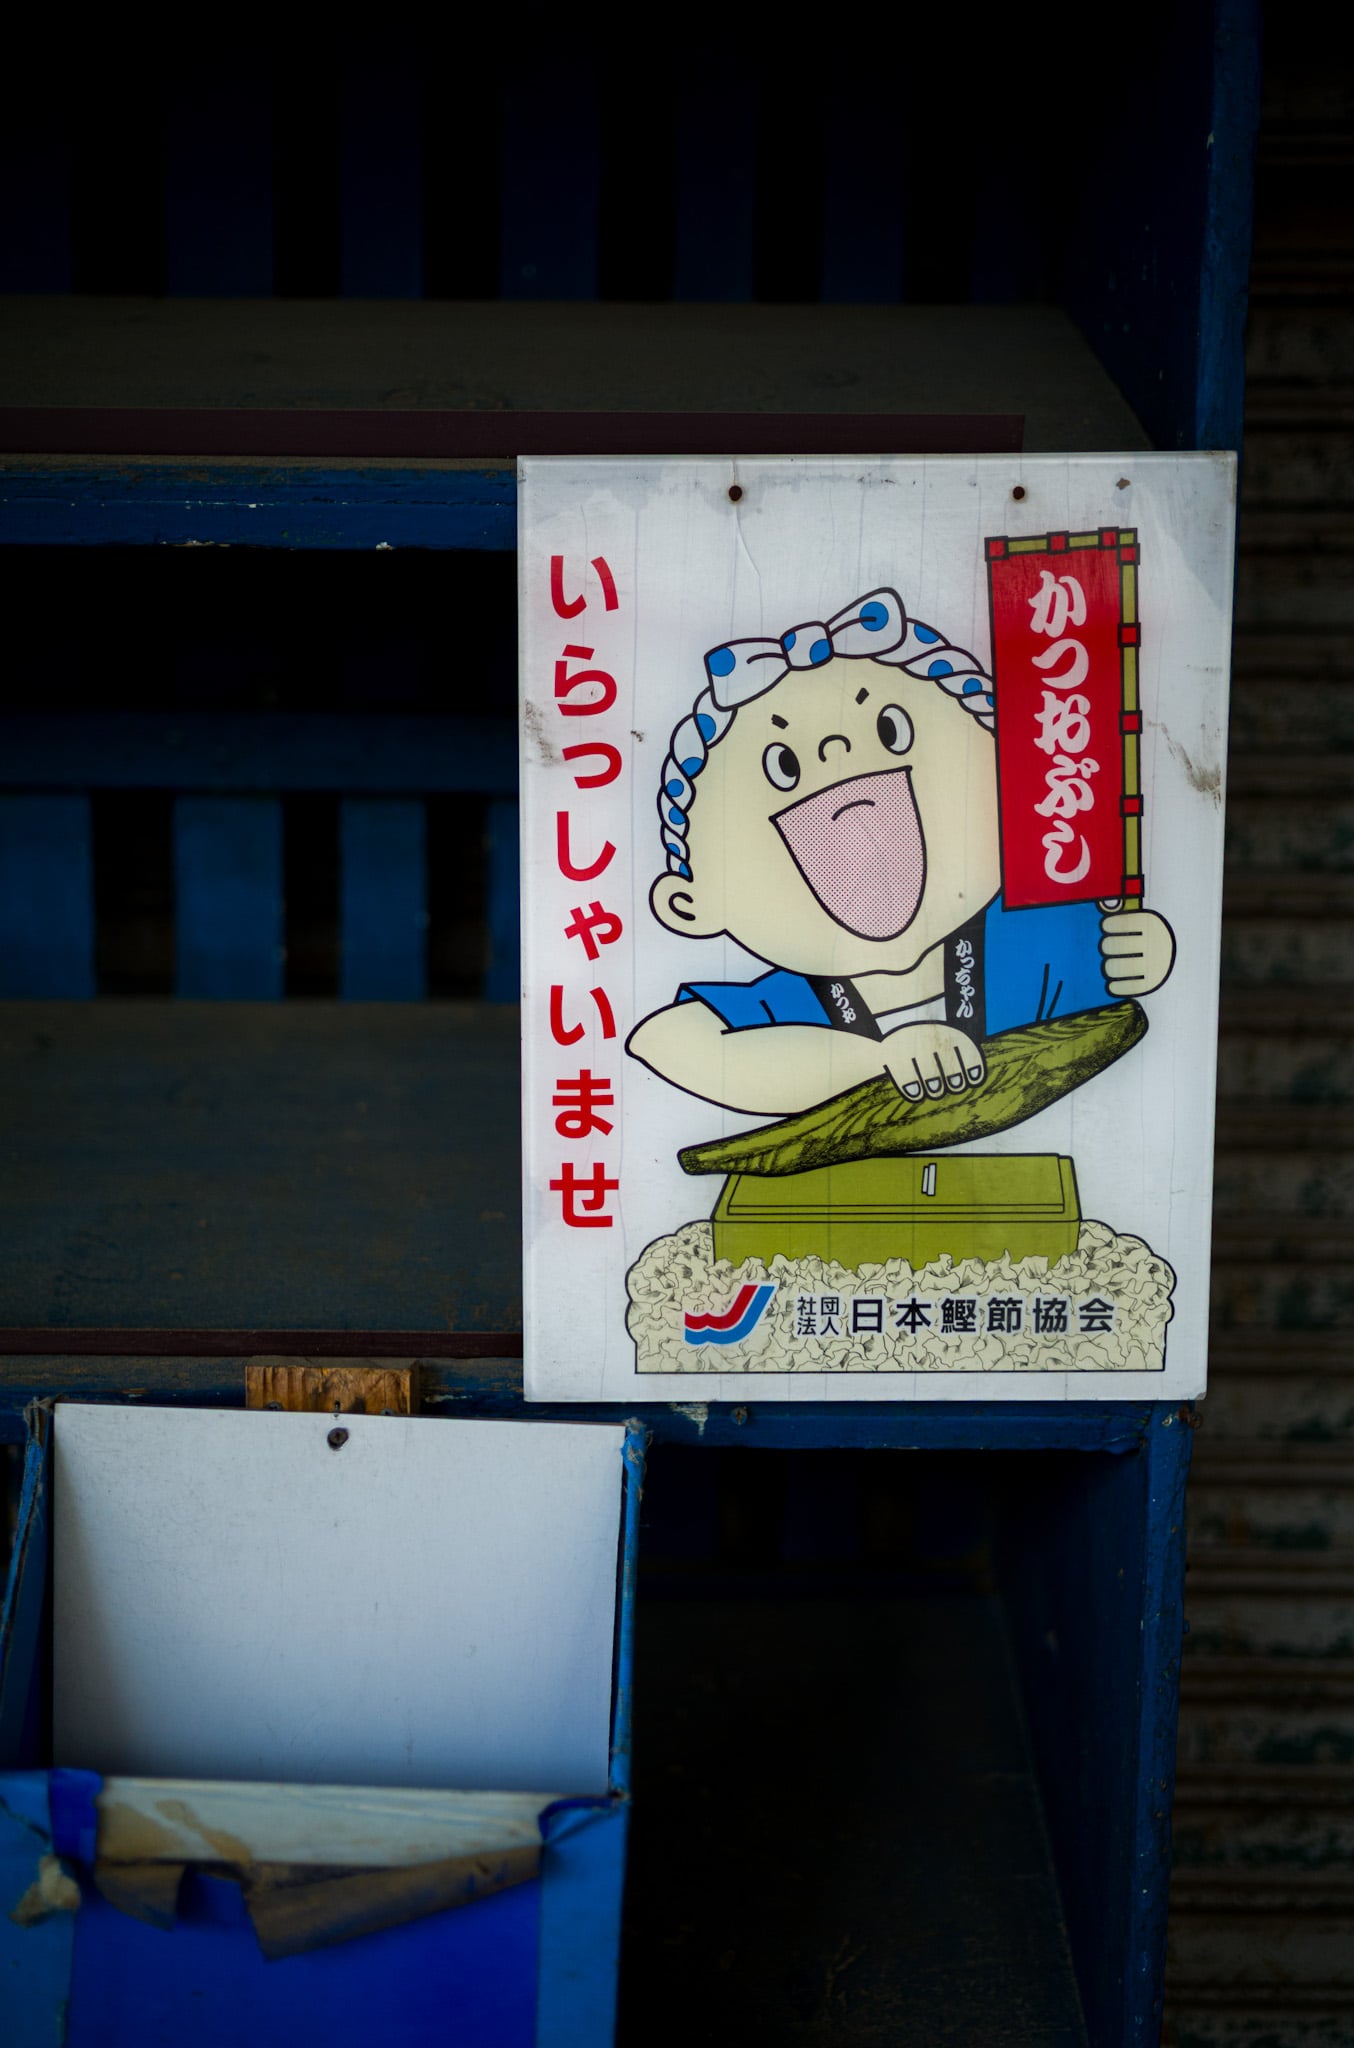 いらっしゃいませ
かつおぶし
かつお
かっちゃん
社団法人
日本鰹節協会